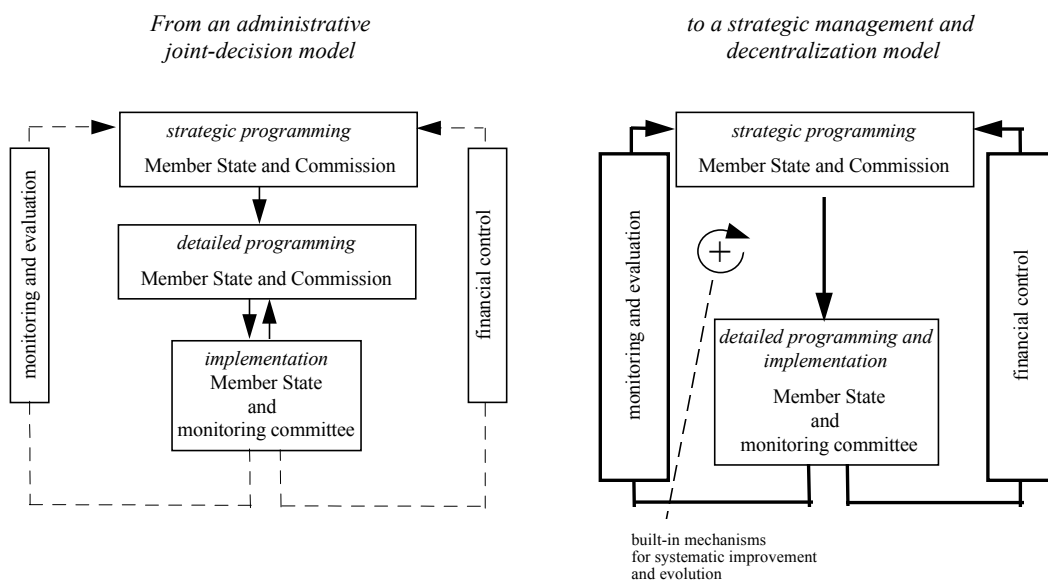 From an administrative
joint-decision model
strategic programming
Member State and Commission
detailed programming
Member State and Commission
implementation
Member State
and
monitoring committee
monitoring and evaluation
financial control
to a strategic management and
decentralization model
strategic programming
Member State and Commission
detailed programming and
implementation
Member State
and
monitoring committee
monitoring and evaluation
financial control
+
built-in mechanisms
for systematic improvement
and evolution